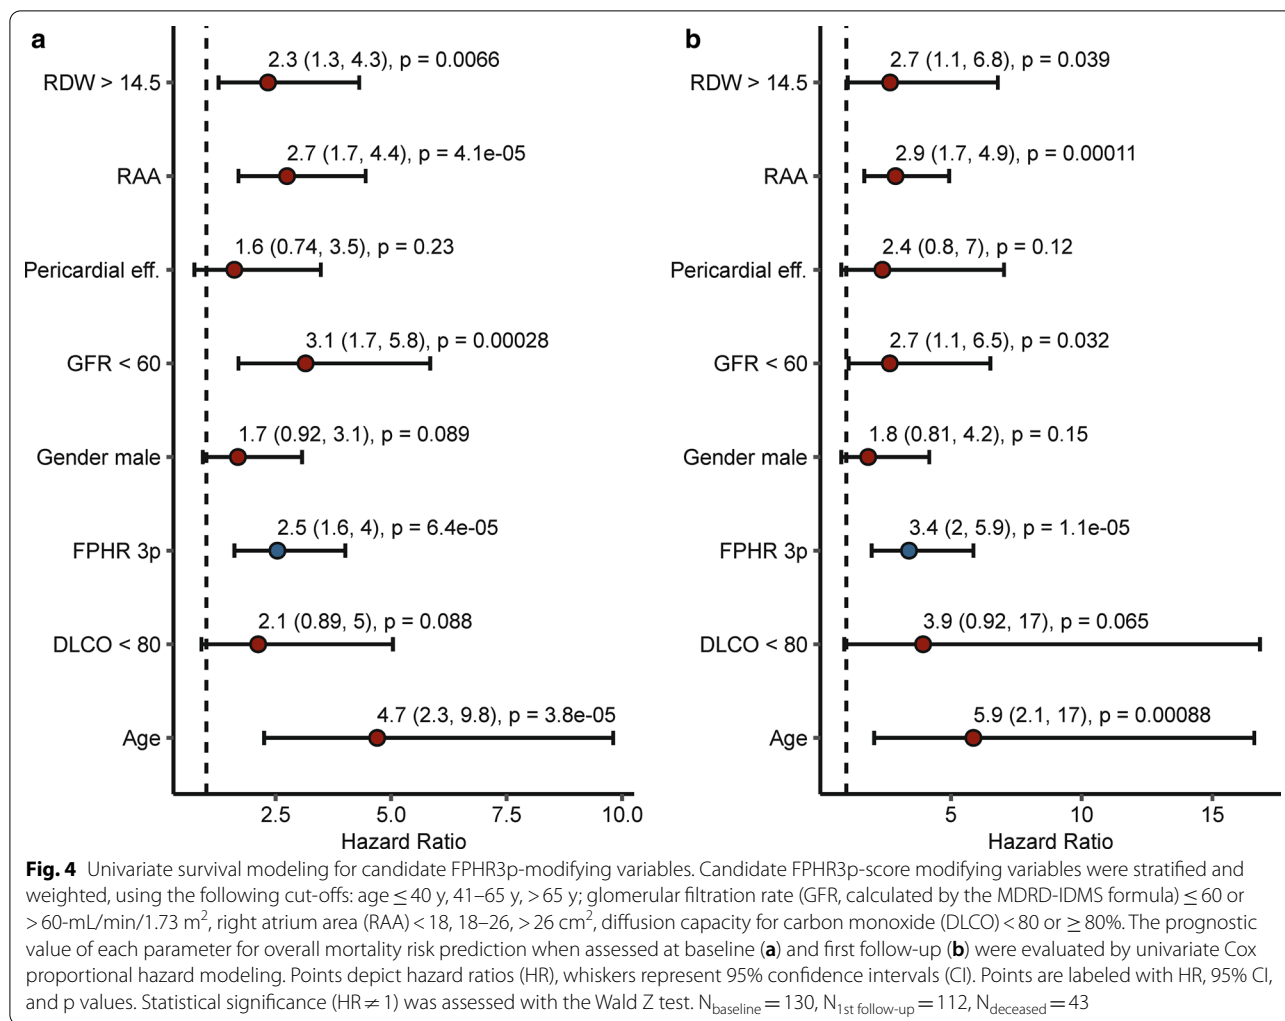 a
RDW > 14.5
2.3 (1.3, 4.3), p = 0.0066
RAA
2.7 (1.7, 4.4), p = 4.1e-05
Pericardial eff.
1.6 (0.74, 3.5), p = 0.23
GFR < 60
3.1 (1.7, 5.8), p = 0.00028
Gender male
1.7 (0.92, 3.1), p = 0.089
FPHR 3p
2.5 (1.6, 4), p = 6.4e-05
DLCO < 80
2.1 (0.89, 5), p = 0.088
Age
4.7 (2.3, 9.8), p = 3.8e-05
2.5 5.0 7.5 10.0
Hazard Ratio
b
RDW > 14.5
2.7 (1.1, 6.8), p = 0.039
RAA
2.9 (1.7, 4.9), p = 0.00011
Pericardial eff.
2.4 (0.8, 7), p = 0.12
GFR < 60
2.7 (1.1, 6.5), p = 0.032
Gender male
1.8 (0.81, 4.2), p = 0.15
FPHR 3p
3.4 (2, 5.9), p = 1.1e-05
DLCO < 80
3.9 (0.92, 17), p = 0.065
Age
5.9 (2.1, 17), p = 0.00088
5 10 15
Hazard Ratio
Fig. 4 Univariate survival modeling for candidate FPHR3p-modifying variables. Candidate FPHR3p-score modifying variables were stratified and
weighted, using the following cut-offs: age ≤ 40 y, 41–65 y, > 65 y; glomerular filtration rate (GFR, calculated by the MDRD-IDMS formula) ≤ 60 or
> 60-mL/min/1.73 m², right atrium area (RAA) < 18, 18–26, > 26 cm², diffusion capacity for carbon monoxide (DLCO) < 80 or ≥ 80%. The prognostic
value of each parameter for overall mortality risk prediction when assessed at baseline (a) and first follow-up (b) were evaluated by univariate Cox
proportional hazard modeling. Points depict hazard ratios (HR), whiskers represent 95% confidence intervals (CI). Points are labeled with HR, 95% CI,
and p values. Statistical significance (HR ≠ 1) was assessed with the Wald Z test. N baseline = 130, N 1st follow-up = 112, N deceased = 43